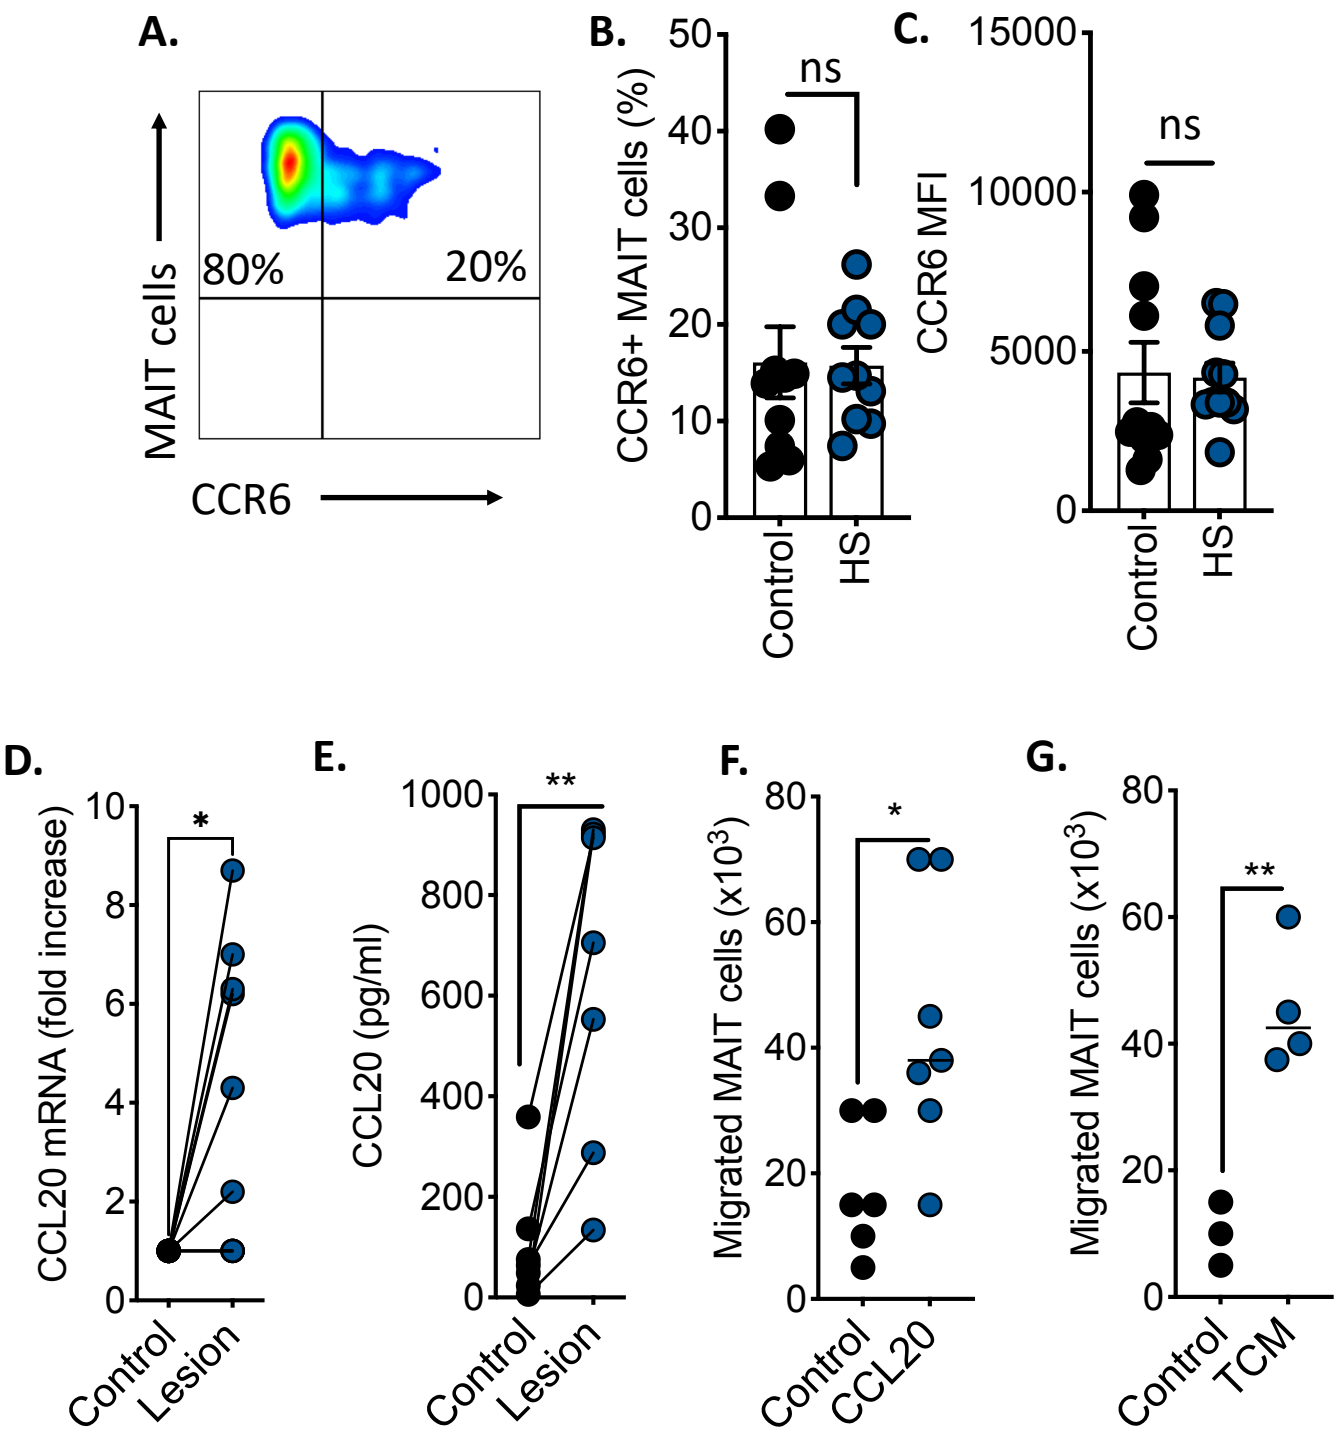 A.
MAIT cells
80%
20%
CCR6
B.
CCR6+ MAIT cells (%)
50
40
30
20
10
0
ns
Control
HS
C.
CCR6 MFI
15000
10000
5000
0
ns
Control
HS
D.
CCL20 mRNA (fold increase)
10
8
6
4
2
0
*
Control
Lesion
E.
CCL20 (pg/ml)
1000
800
600
400
200
0
**
Control
Lesion
F.
Migrated MAIT cells (x10³)
80
60
40
20
0
*
Control
CCL20
G.
Migrated MAIT cells (x10³)
80
60
40
20
0
**
Control
TCM